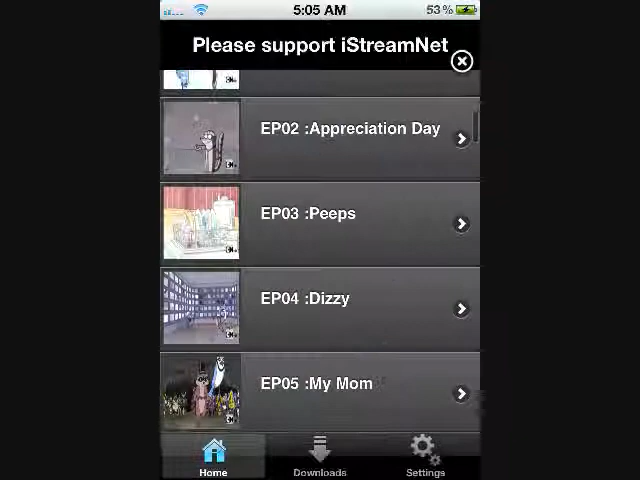 5:05 AM
53%
Please support iStreamNet
EP02 :Appreciation Day
EP03 :Peeps
EP04 :Dizzy
EP05 :My Mom
Home
Downloads
Settings